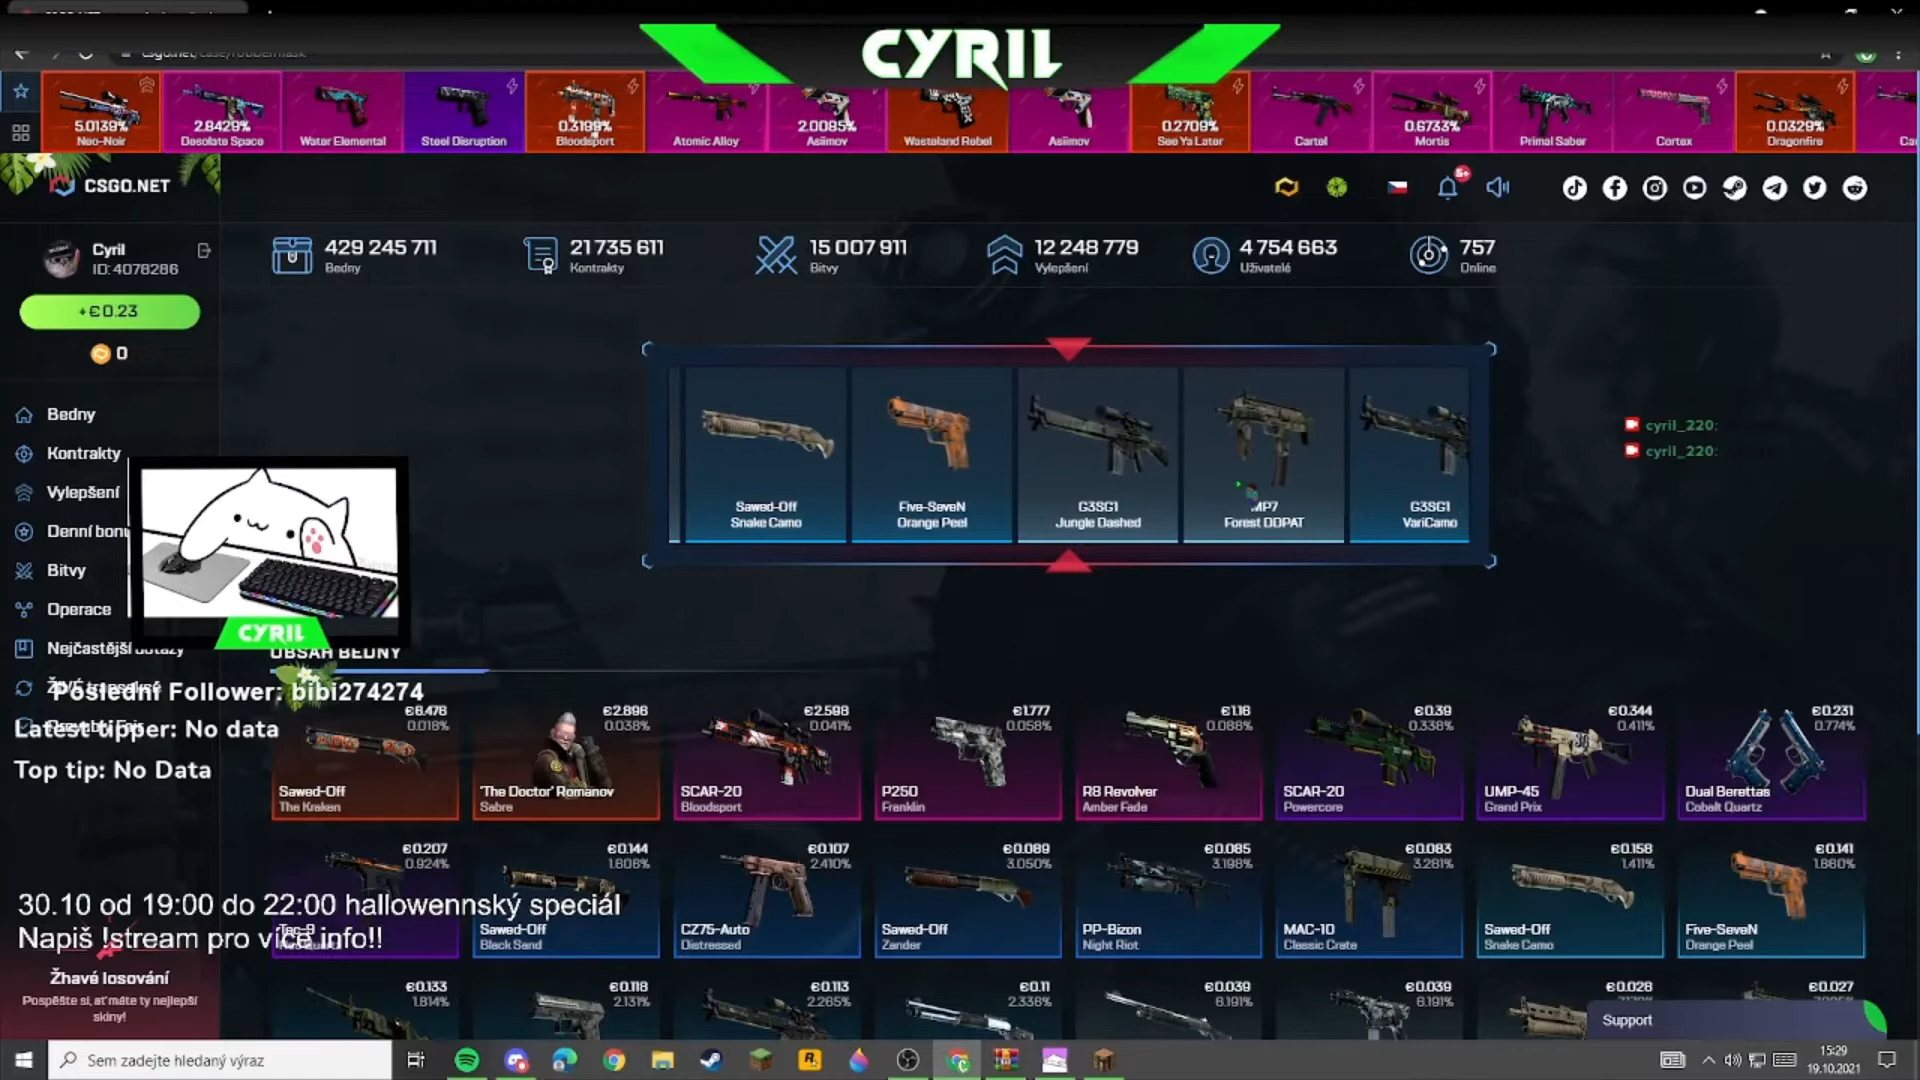 CYRIL
5.0139%
Neo-Noir
2.8429%
Desolate Space
Water Elemental
Steel Disruption
0.3199%
Bloodsport
Atomic Alloy
2.0085%
Asiimov
Wasteland Rebel
Asiimov
0.2709%
See Ya Later
Cartel
0.6733%
Mortis
Primal Saber
Cortex
0.0329%
Dragonfire
CSGO.NET
5+
Cyril
ID: 4078286
+€0.23
0
429 245 711
Bedny
21 735 611
Kontrakty
15 007 911
Bitvy
12 248 779
Vylepšení
4 754 663
Uživatelé
757
Online
Bedny
Kontrakty
Vylepšení
Denní bonu
Bitvy
Operace
Nejčastější dotazy
CYRIL
Sawed-Off
Snake Camo
Five-SeveN
Orange Peel
G3SG1
Jungle Dashed
MP7
Forest DDPAT
G3SG1
VariCamo
cyril_220:
cyril_220:
OBSAH BEDNY
Poslední Follower: bibi274274
Latest tipper: No data
Top tip: No Data
€6.478
0.018%
Sawed-Off
The Kraken
€2.898
0.038%
'The Doctor' Romanov
Sabre
€2.598
0.041%
SCAR-20
Bloodsport
€1.777
0.058%
P250
Franklin
€1.18
0.088%
R8 Revolver
Amber Fade
€0.39
0.338%
SCAR-20
Powercore
€0.344
0.411%
UMP-45
Grand Prix
€0.231
0.774%
Dual Berettas
Cobalt Quartz
€0.207
0.924%
Tec-9
€0.144
1.608%
Sawed-Off
Black Sand
€0.107
2.410%
CZ75-Auto
Distressed
€0.089
3.050%
Sawed-Off
Zander
€0.085
3.198%
PP-Bizon
Night Riot
€0.083
3.281%
MAC-10
Classic Crate
€0.158
1.411%
Sawed-Off
Snake Camo
€0.141
1.880%
Five-SeveN
Orange Peel
30.10 od 19:00 do 22:00 hallowennský speciál
Napiš !stream pro více info!!
€0.133
1.814%
€0.118
2.131%
€0.113
2.265%
€0.11
2.336%
€0.039
6.191%
€0.039
6.191%
€0.028
€0.027
Žhavé losování
Pospěšte si, ať máte ty nejlepší
skiny!
Support
Sem zadejte hledaný výraz
15:29
19.10.2021